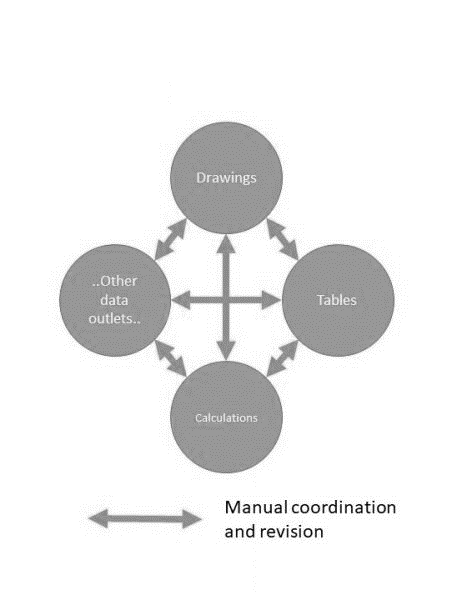 Drawings
..Other
data
outlets..
Tables
Calculations
Manual coordination
and revision